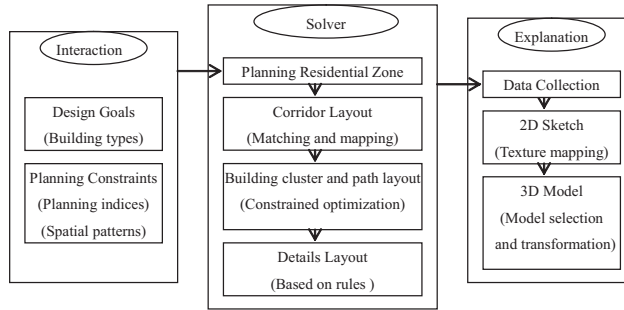 Interaction
Design Goals
(Building types)
Planning Constraints
(Planning indices)
(Spatial patterns)
Solver
Planning Residential Zone
Corridor Layout
(Matching and mapping)
Building cluster and path layout
(Constrained optimization)
Details Layout
(Based on rules )
Explanation
Data Collection
2D Sketch
(Texture mapping)
3D Model
(Model selection
and transformation)